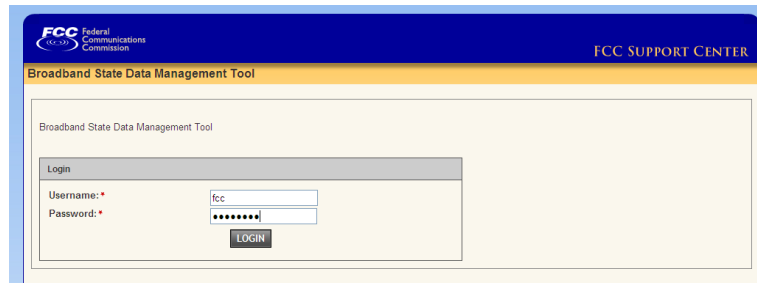 FCC Federal
Communications
Commission
FCC SUPPORT CENTER
Broadband State Data Management Tool
Broadband State Data Management Tool
Login
Username: *
fcc
Password: *
••••••••
LOGIN